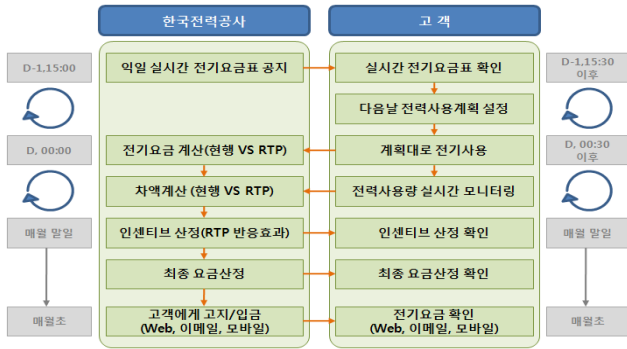 한국전력공사
고 객
D-1,15:00
익일 실시간 전기요금표 공지
실시간 전기요금표 확인
D-1,15:30
이후
다음날 전력사용계획 설정
D, 00:00
전기요금 계산(현행 VS RTP)
계획대로 전기사용
D, 00:30
이후
차액계산 (현행 VS RTP)
전력사용량 실시간 모니터링
매월 말일
인센티브 산정(RTP 반응효과)
인센티브 산정 확인
매월 말일
최종 요금산정
최종 요금산정 확인
매월초
고객에게 고지/입금
(Web, 이메일, 모바일)
전기요금 확인
(Web, 이메일, 모바일)
매월초